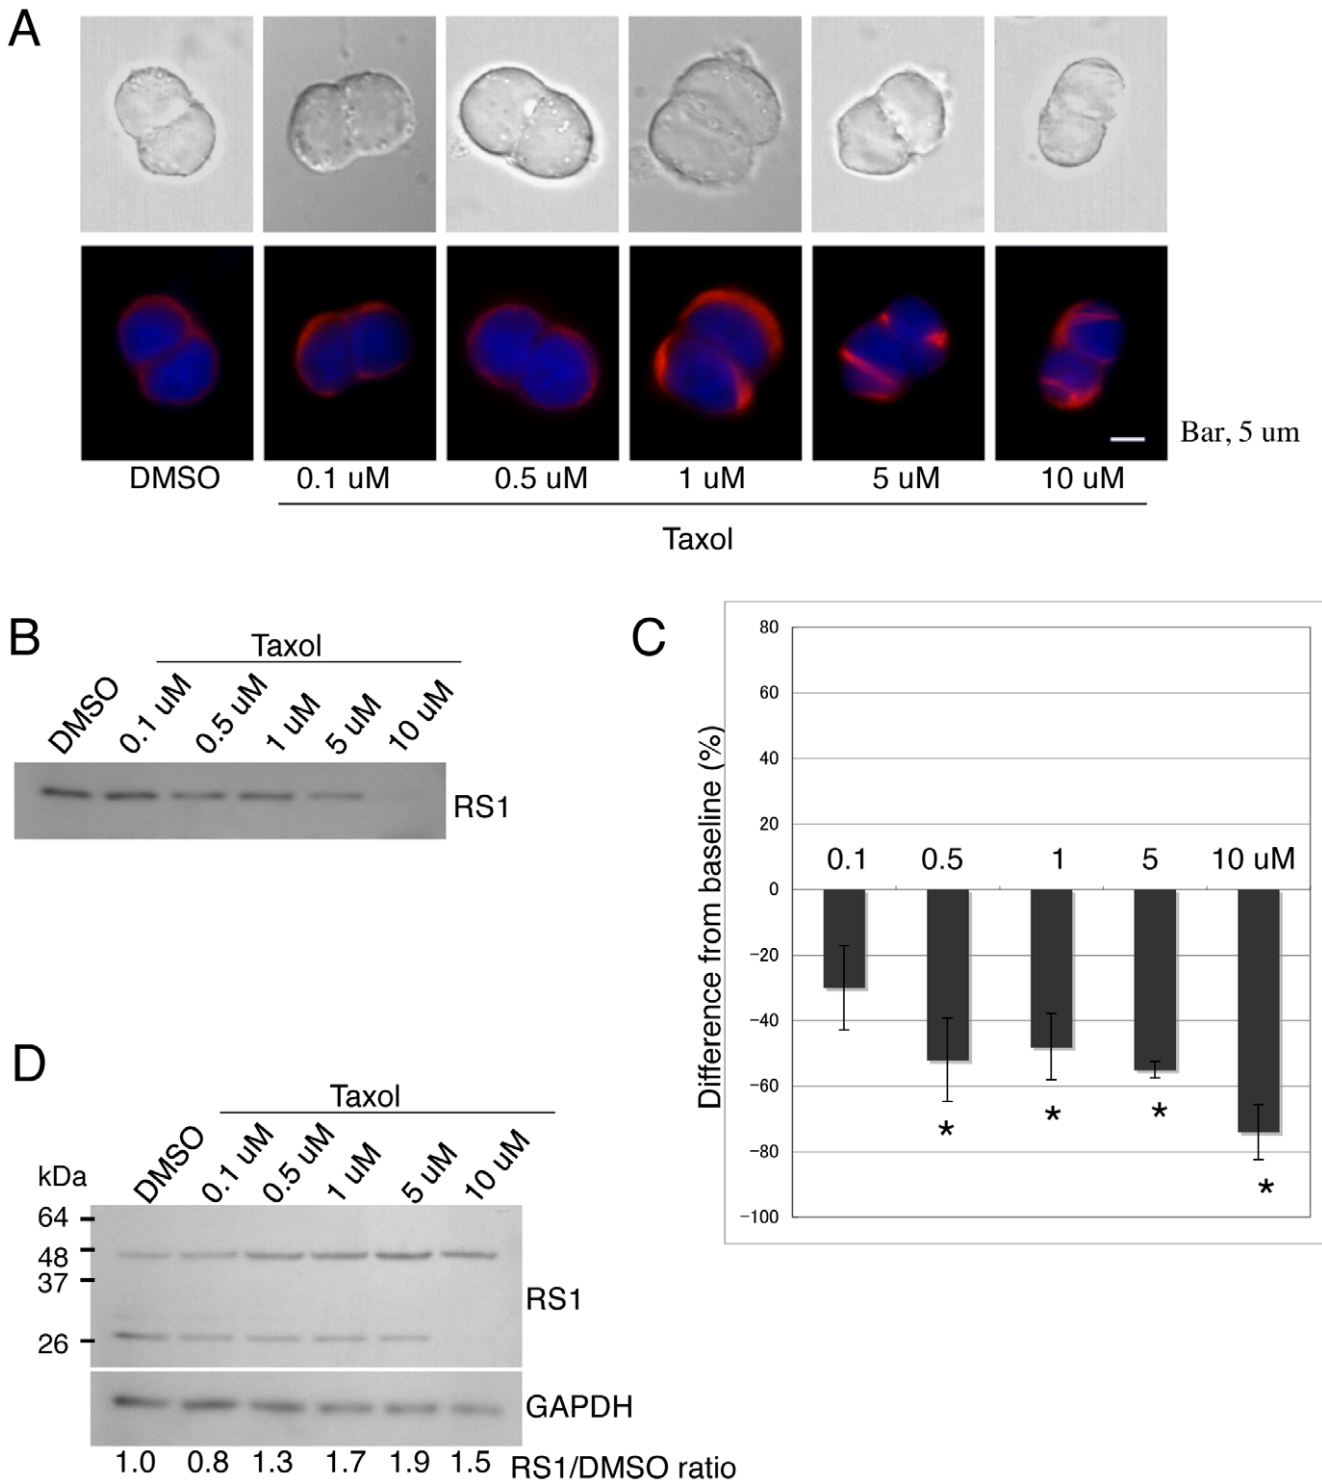 A
Bar, 5 um
DMSO 0.1 uM 0.5 uM 1 uM 5 uM 10 uM
Taxol
B
Taxol
DMSO 0.1 uM 0.5 uM 1 uM 5 uM 10 uM
RS1
C
Difference from baseline (%)
80
60
40
20
0.1 0.5 1 5 10 uM
0
−20
−40
−60
* * *
−80
*
−100
D
Taxol
kDa DMSO 0.1 uM 0.5 uM 1 uM 5 uM 10 uM
64
48
37
RS1
26
GAPDH
1.0 0.8 1.3 1.7 1.9 1.5 RS1/DMSO ratio